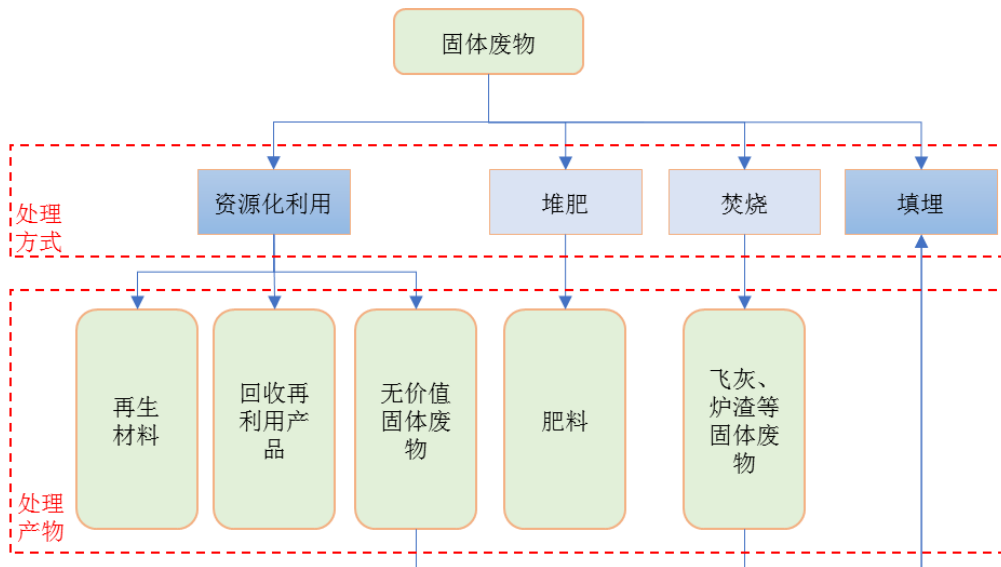 固体废物
资源化利用
堆肥
焚烧
填埋
处理
方式
再生
材料
回收再
利用产
品
无价值
固体废
物
肥料
飞灰、
炉渣等
固体废
物
处理
产物